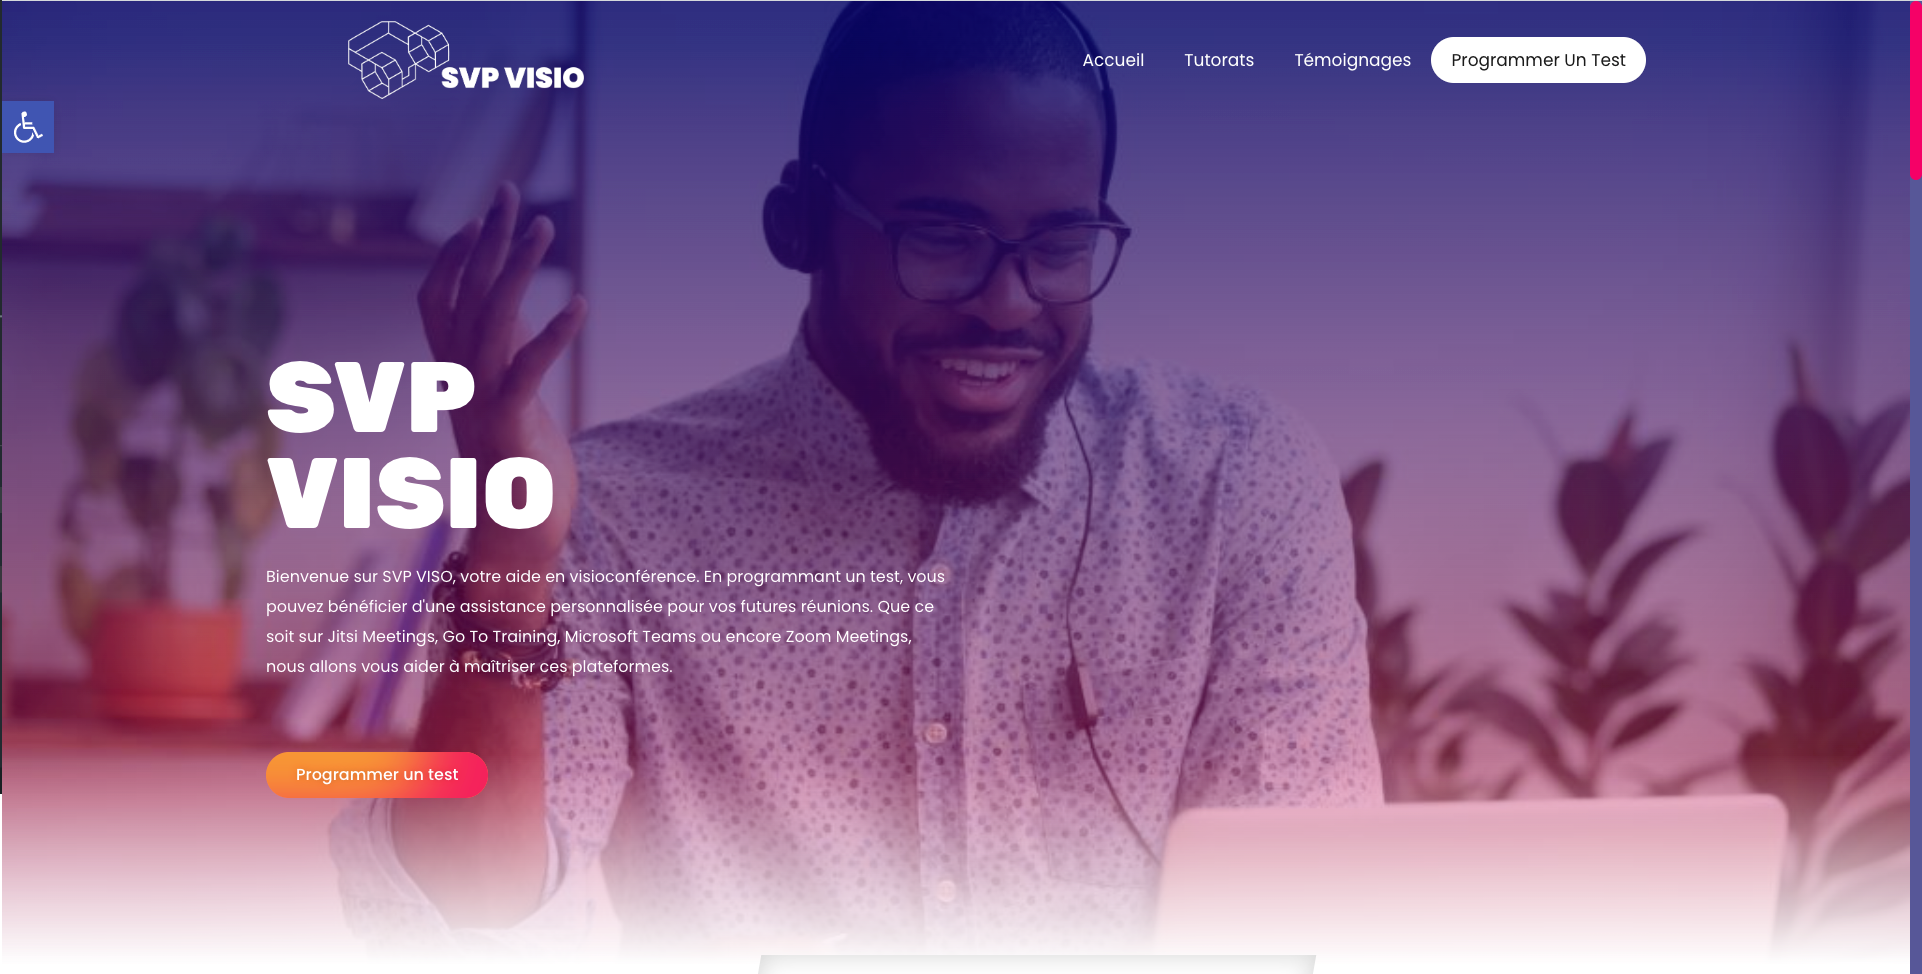 SVP VISIO
Accueil
Tutorats
Témoignages
Programmer Un Test
SVP
VISIO
Bienvenue sur SVP VISO, votre aide en visioconférence. En programmant un test, vous
pouvez bénéficier d'une assistance personnalisée pour vos futures réunions. Que ce
soit sur Jitsi Meetings, Go To Training, Microsoft Teams ou encore Zoom Meetings,
nous allons vous aider à maîtriser ces plateformes.
Programmer un test